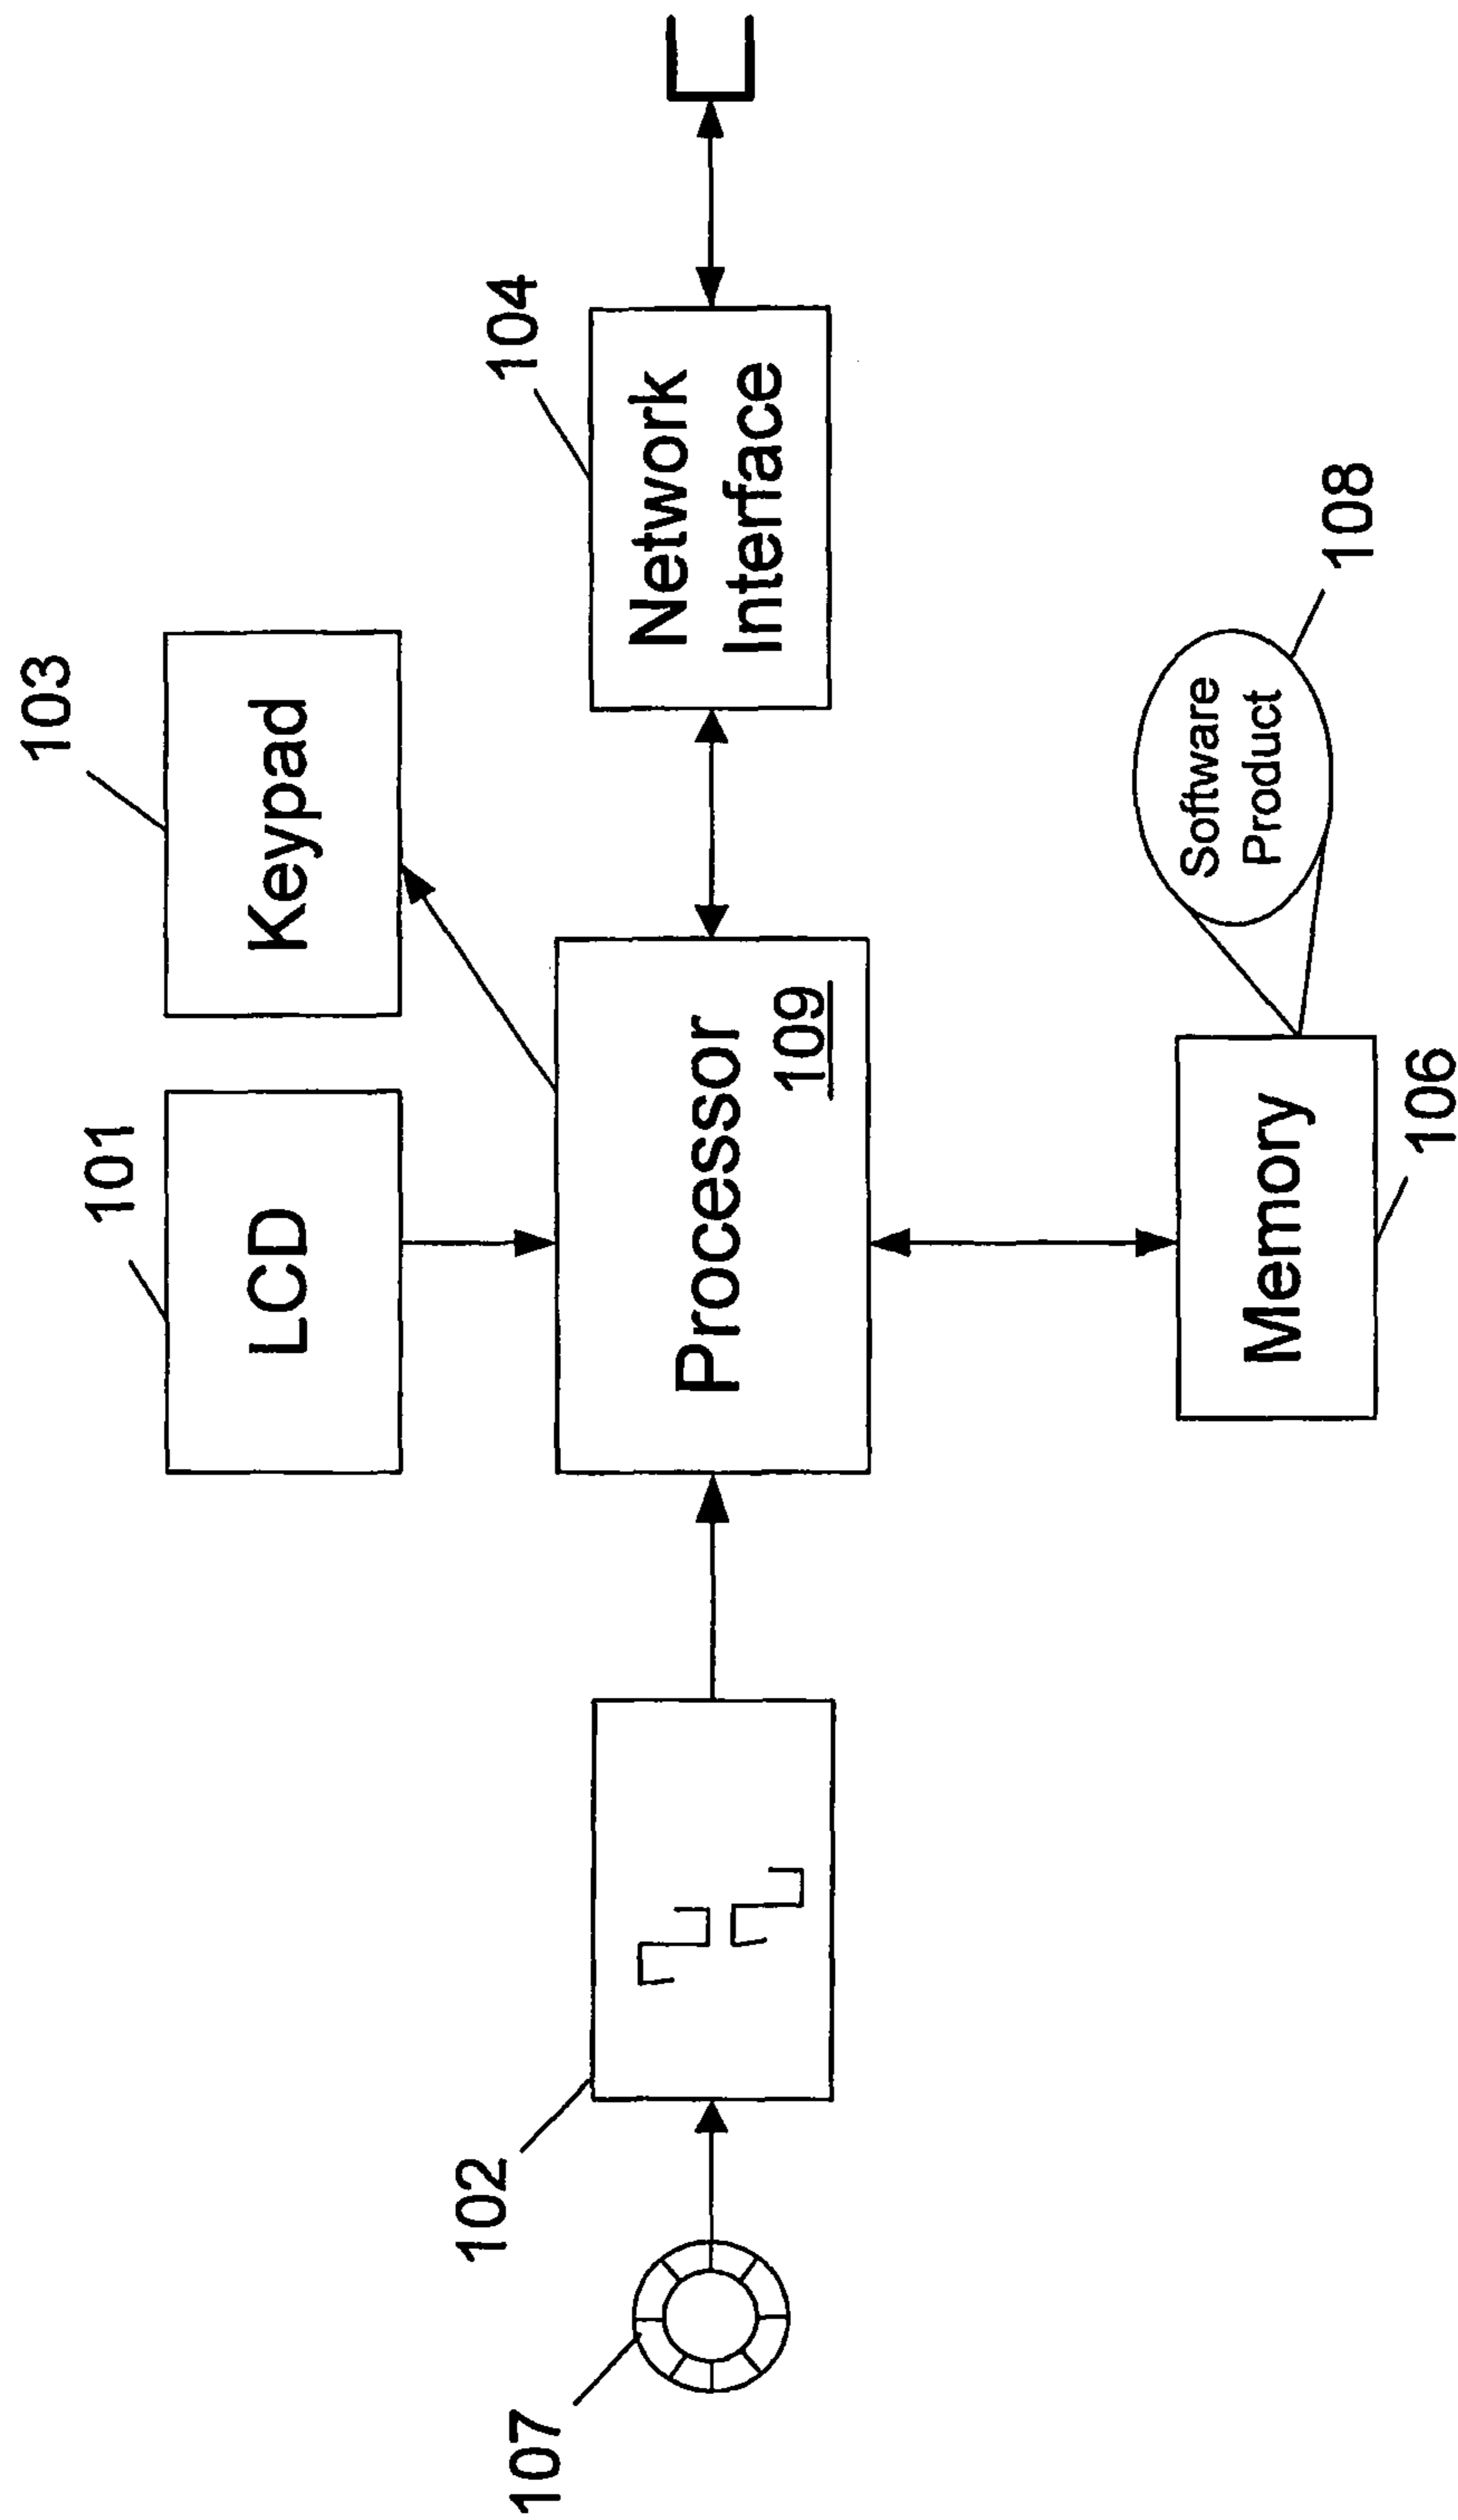 101
103
LCD
Keypad
107
102
104
Processor
109
Network
Interface
Memory
106
Software
Product
108